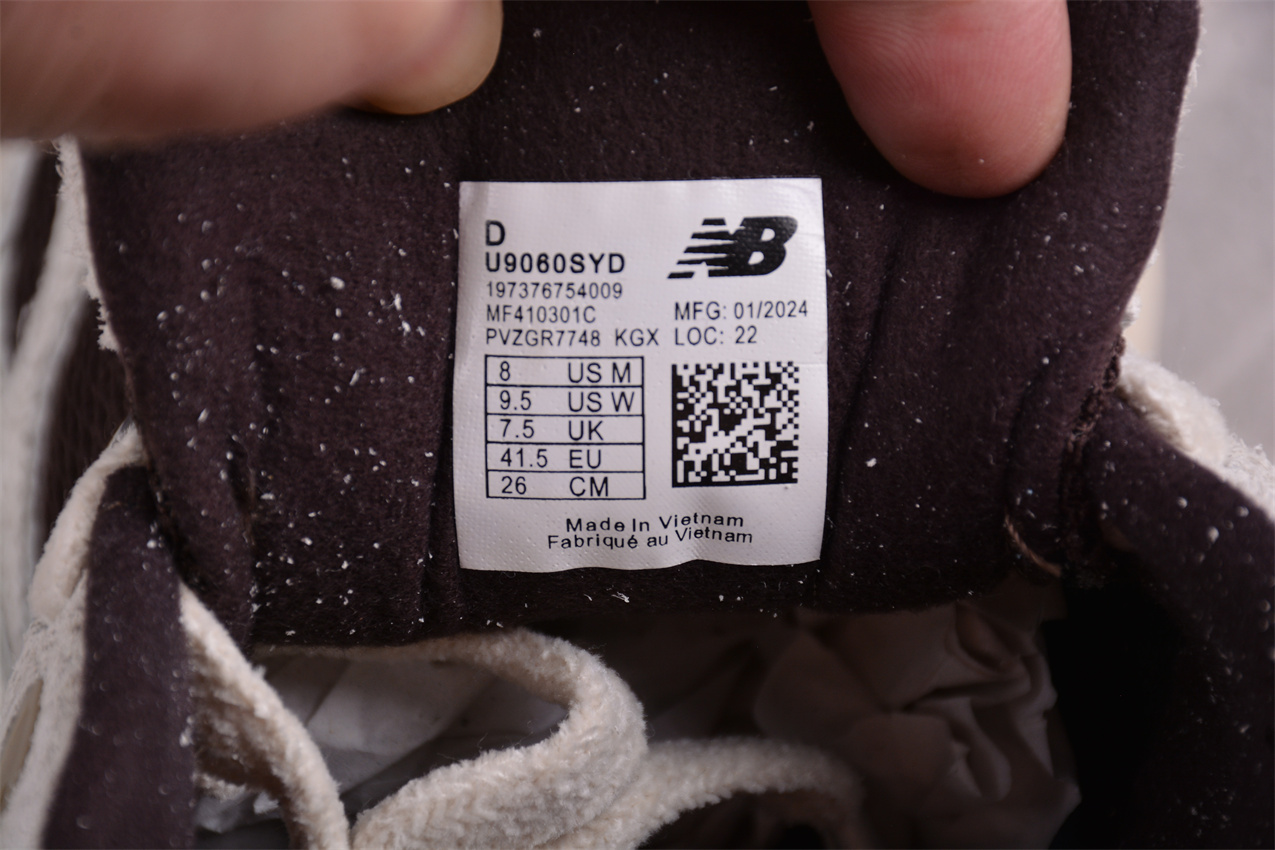 D
U9060SYD
NB
197376754009
MF410301C
MFG: 01/2024
PVZGR7748 KGX LOC: 22
8 US M
9.5 US W
7.5 UK
41.5 EU
26 CM
Made In Vietnam
Fabriqué au Vietnam